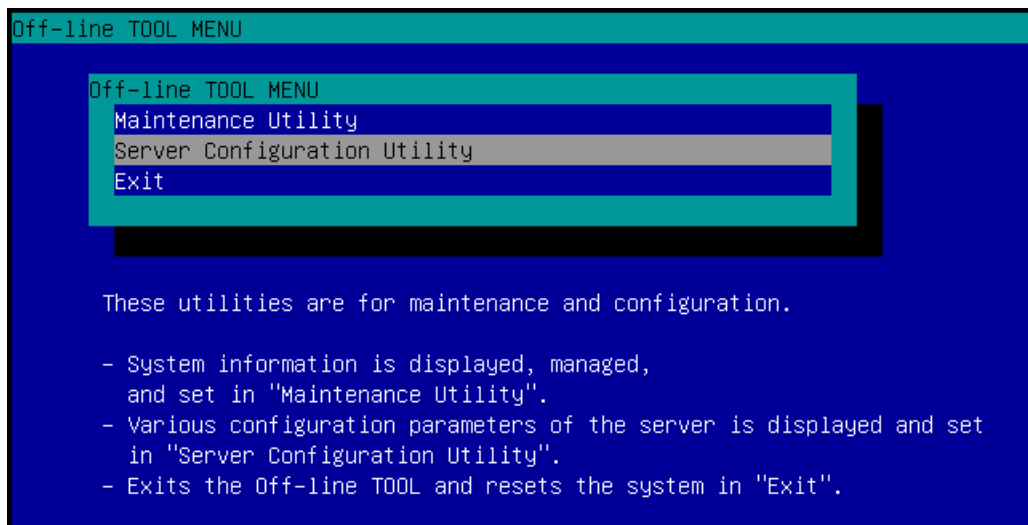 Off-line TOOL MENU
Off-line TOOL MENU
Maintenance Utility
Server Configuration Utility
Exit
These utilities are for maintenance and configuration.
- System information is displayed, managed,
and set in "Maintenance Utility".
- Various configuration parameters of the server is displayed and set
in "Server Configuration Utility".
- Exits the Off-line TOOL and resets the system in "Exit".